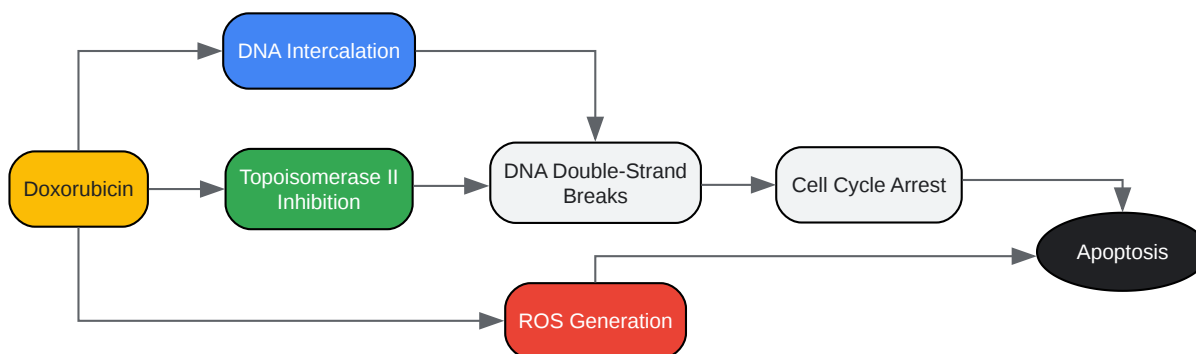 DNA Intercalation
Doxorubicin
Topoisomerase II
Inhibition
DNA Double-Strand
Breaks
Cell Cycle Arrest
Apoptosis
ROS Generation